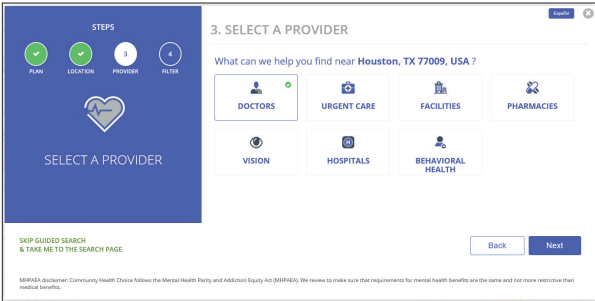 Español
STEPS
3. SELECT A PROVIDER
3
4
PLAN
LOCATION
PROVIDER
FILTER
What can we help you find near Houston, TX 77009, USA ?
DOCTORS
URGENT CARE
FACILITIES
PHARMACIES
SELECT A PROVIDER
H
VISION
HOSPITALS
BEHAVIORAL
HEALTH
SKIP GUIDED SEARCH
& TAKE ME TO THE SEARCH PAGE
Back
Next
MHPAEA disclaimer: Community Health Choice follows the Mental Health Parity and Addiction Equity Act (MHPAEA). We review to make sure that requirements for mental health benefits are the same and not more restrictive than
medical benefits.